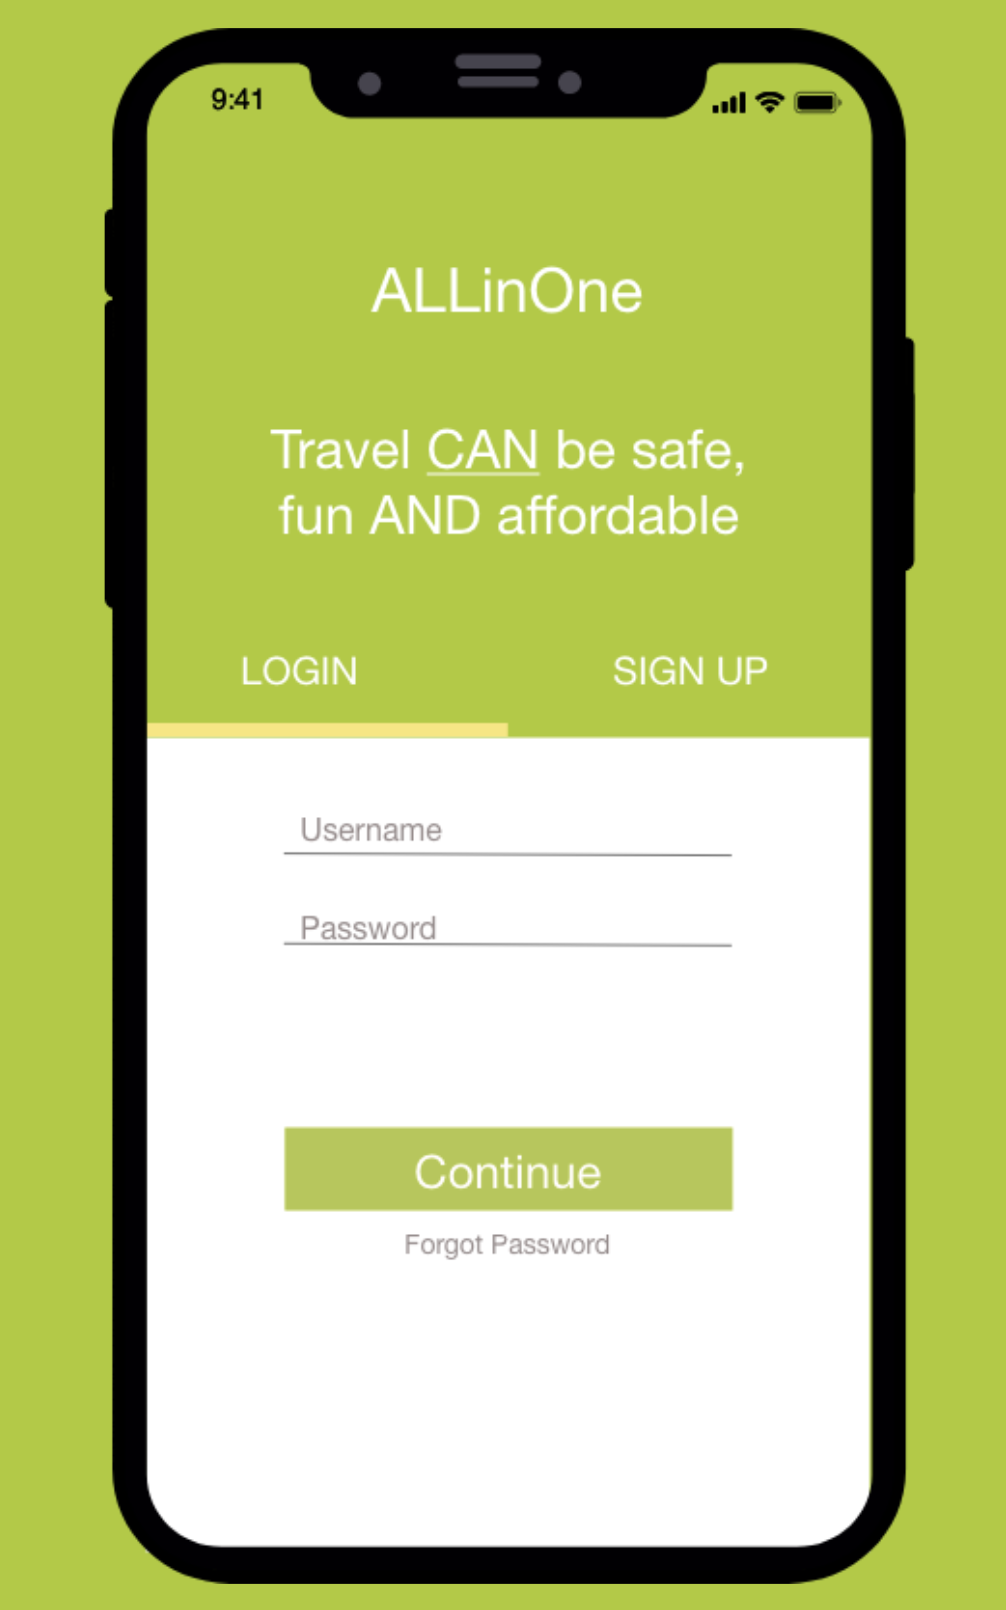 9:41
ALLinOne
Travel CAN be safe,
fun AND affordable
LOGIN
SIGN UP
Username
Password
Continue
Forgot Password